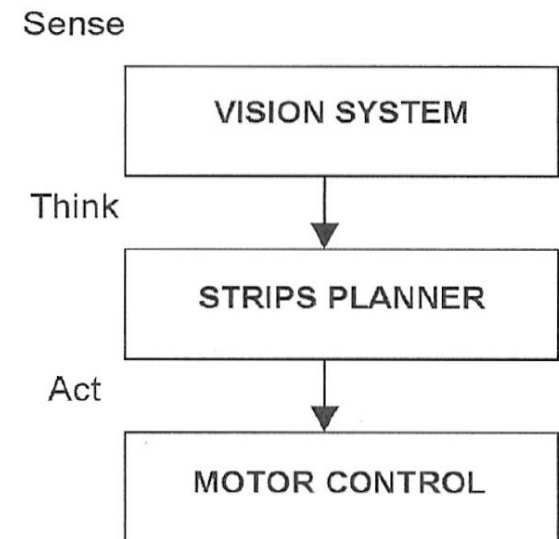 Sense
VISION SYSTEM
Think
STRIPS PLANNER
Act
MOTOR CONTROL